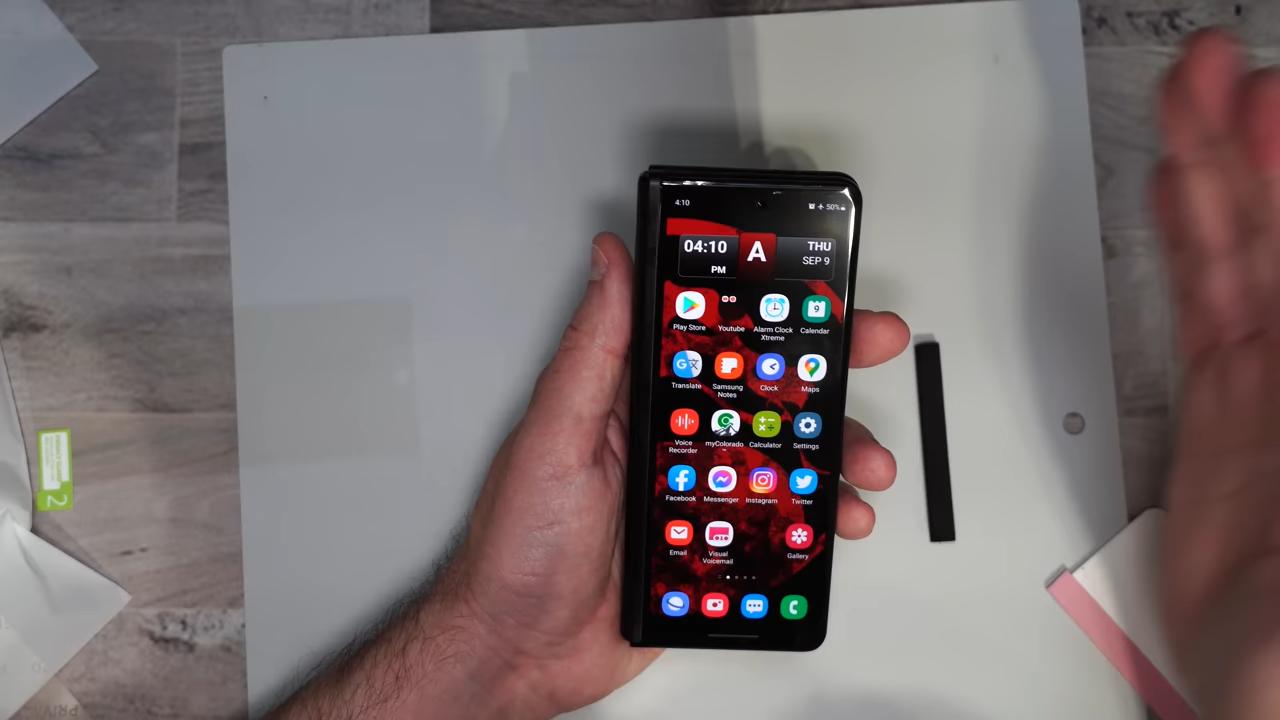 4:10
50%
04:10
PM
A
THU
SEP 9
Play Store
Youtube
Alarm Clock
Xtreme
9
Calendar
Translate
Samsung
Notes
Clock
Maps
Voice
Recorder
myColorado
Calculator
Settings
Facebook
Messenger
Instagram
Twitter
Email
Visual
Voicemail
Gallery
2
PRIV